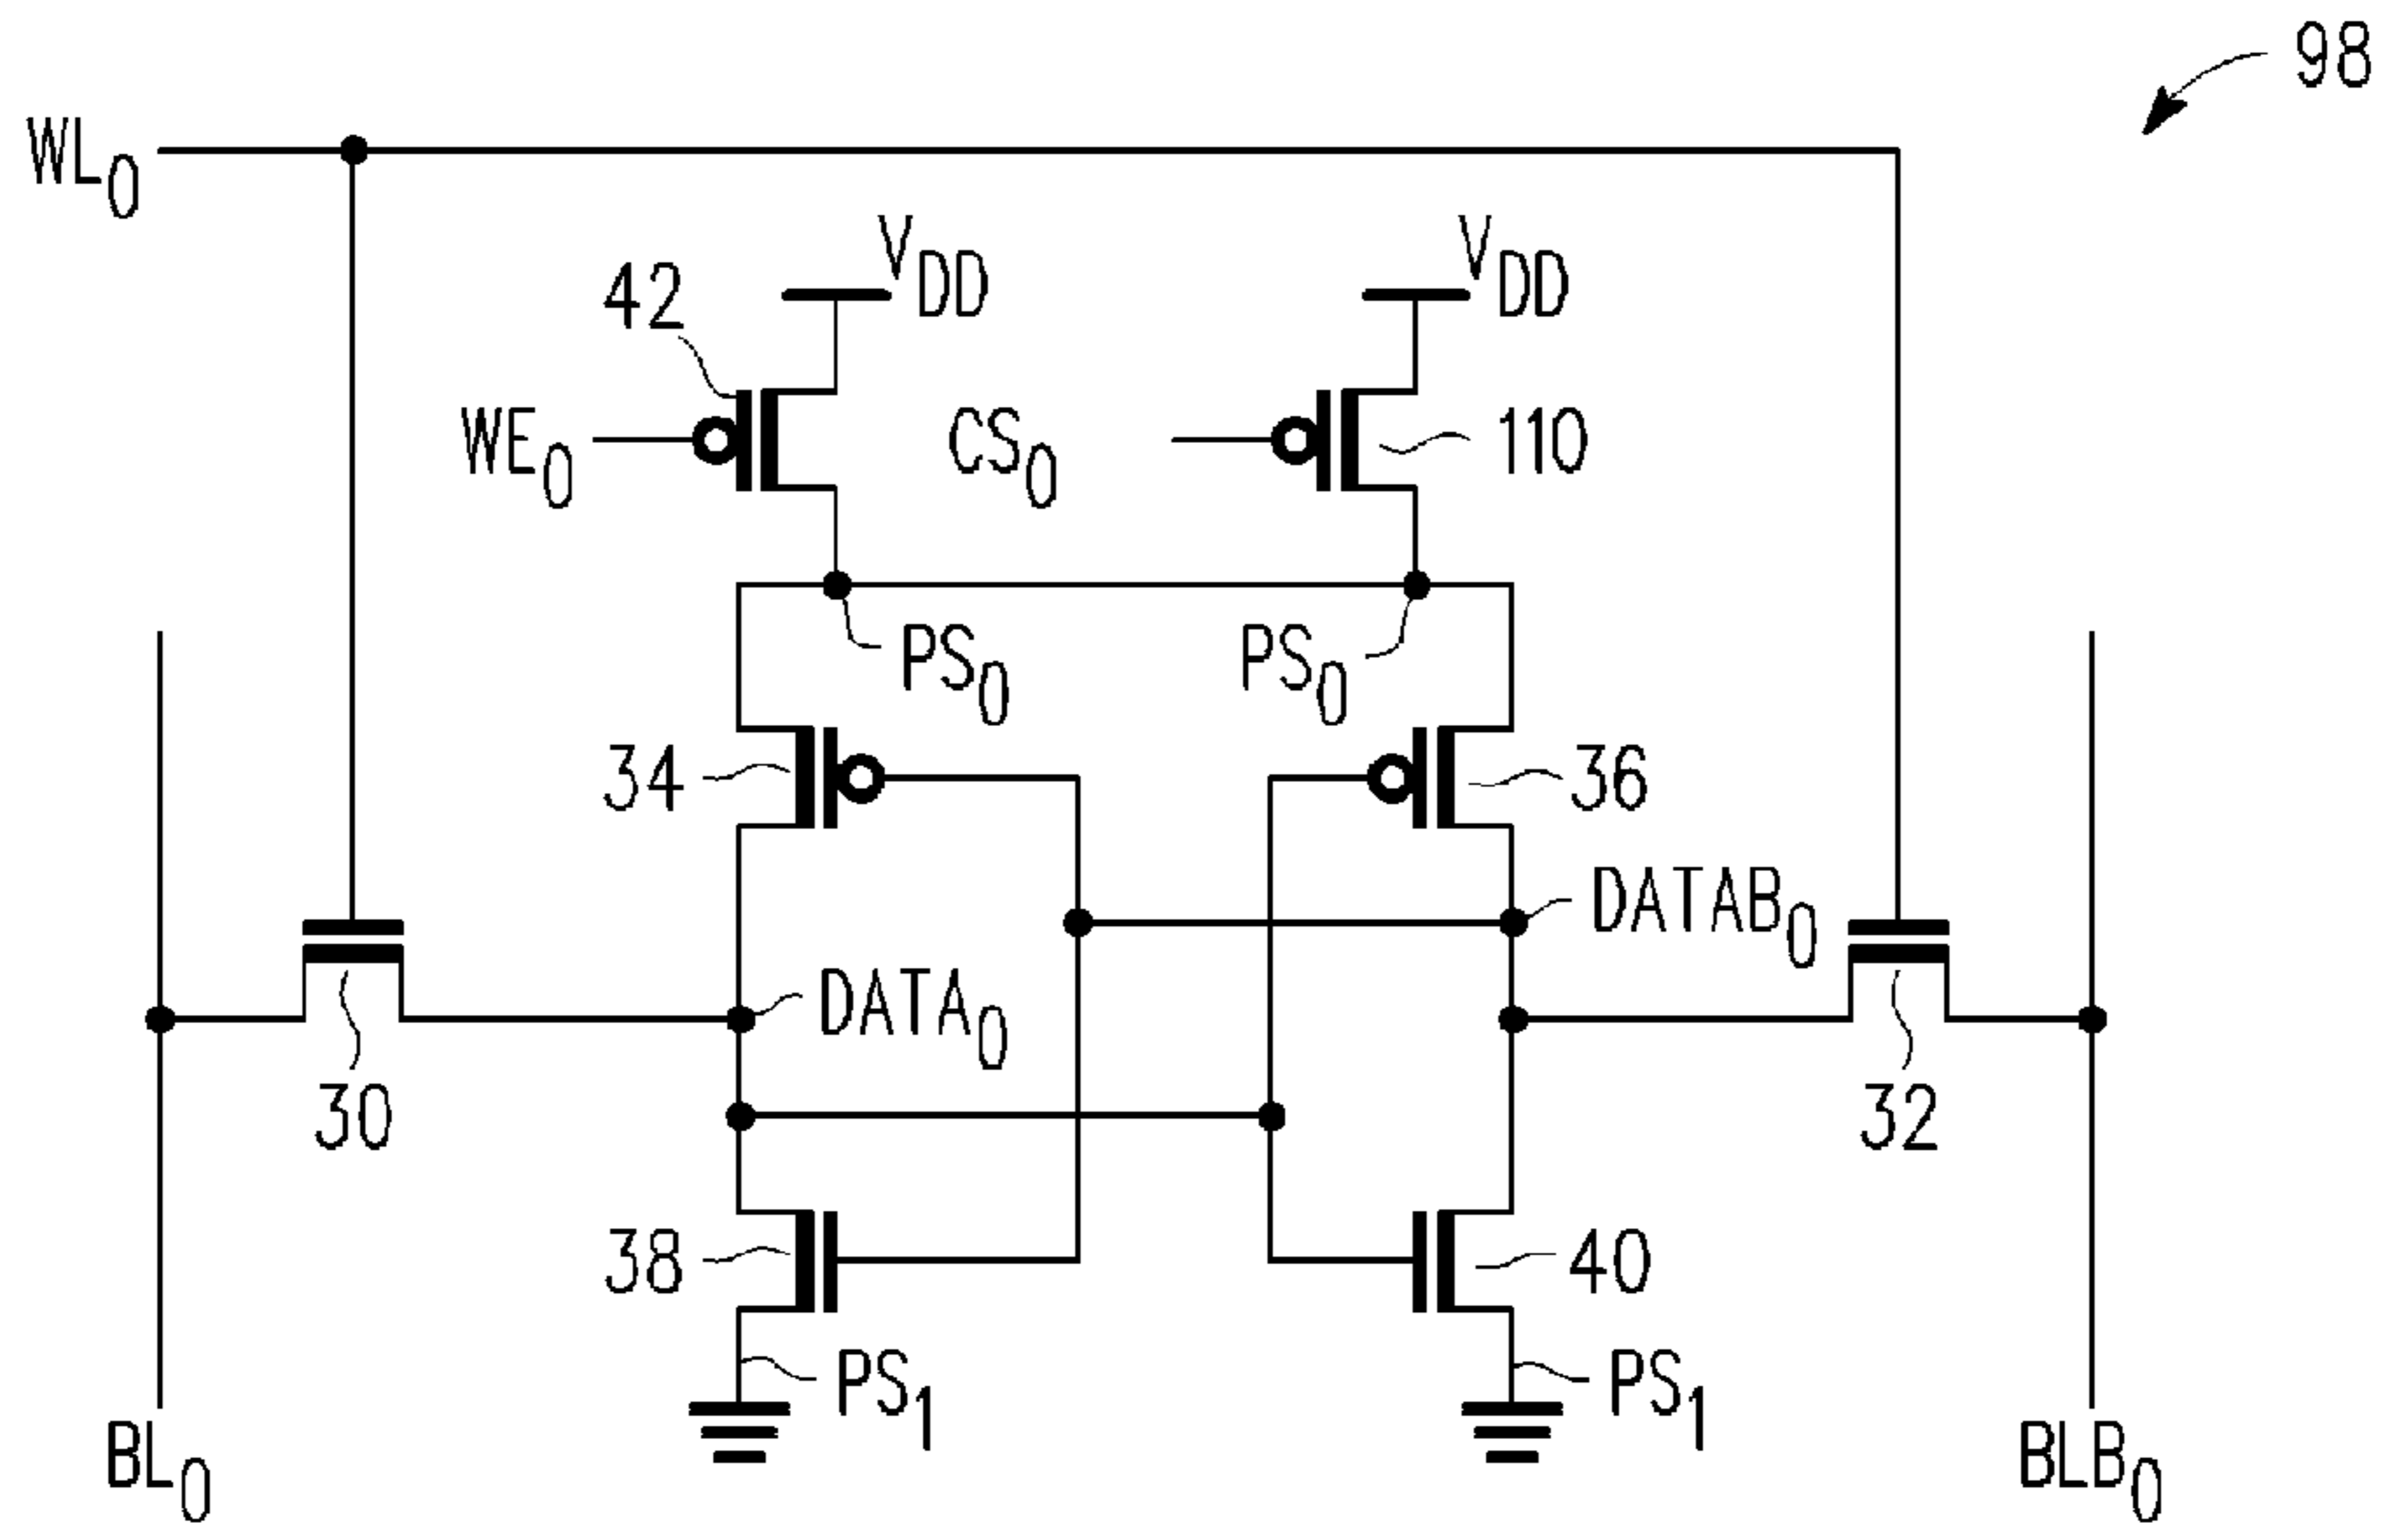 98
WL0
VDD VDD
42
WE0 CS0 110
PS0 PS0
34 36
DATAB0
DATA0
30 32
38 40
PS1 PS1
BL0 BLB0